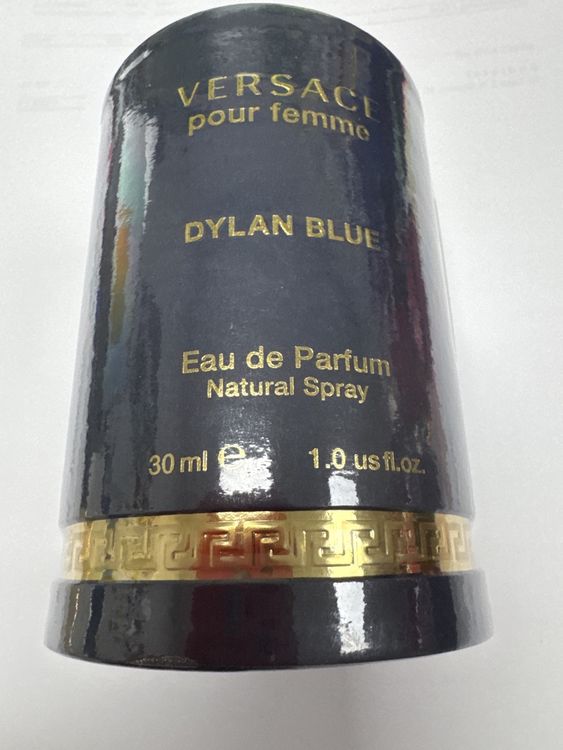 VERSACE
pour femme
DYLAN BLUE
Eau de Parfum
Natural Spray
30 ml ℮ 1.0 us fl.oz.